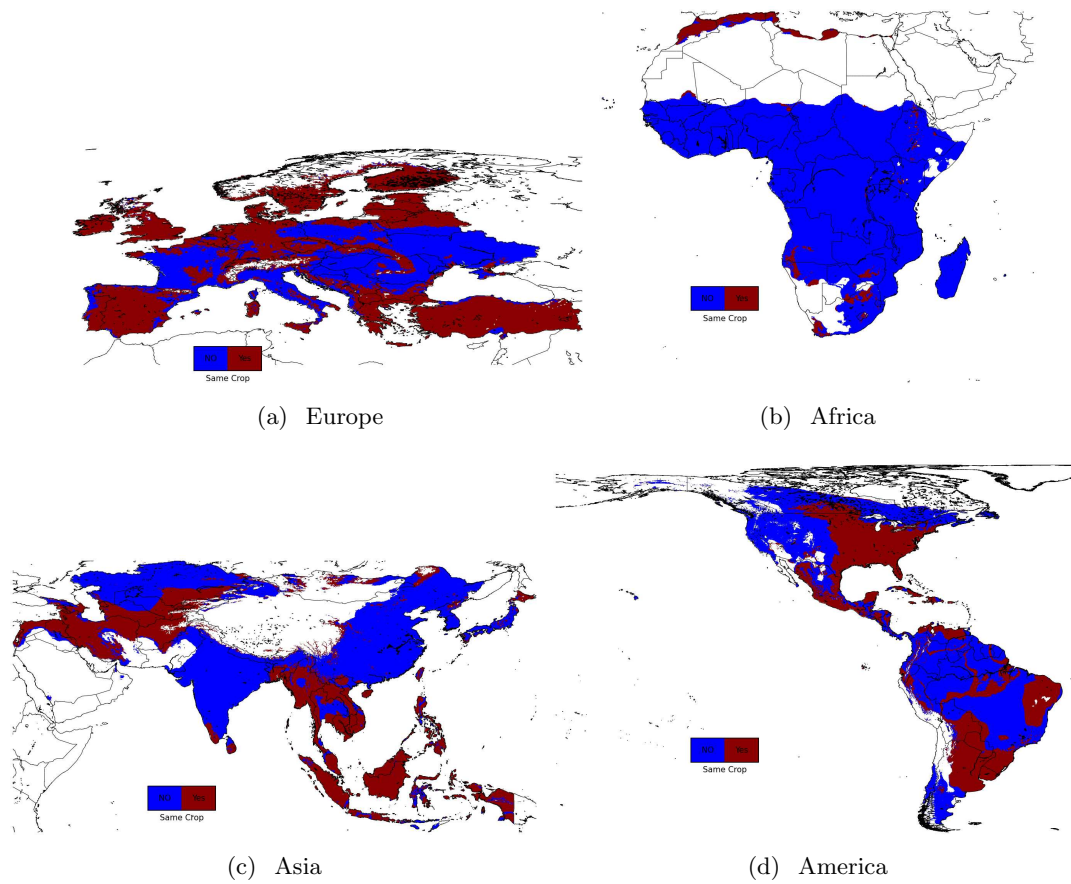 NO Yes
Same Crop
(a) Europe
NO Yes
Same Crop
(b) Africa
NO Yes
Same Crop
(c) Asia
NO Yes
Same Crop
(d) America